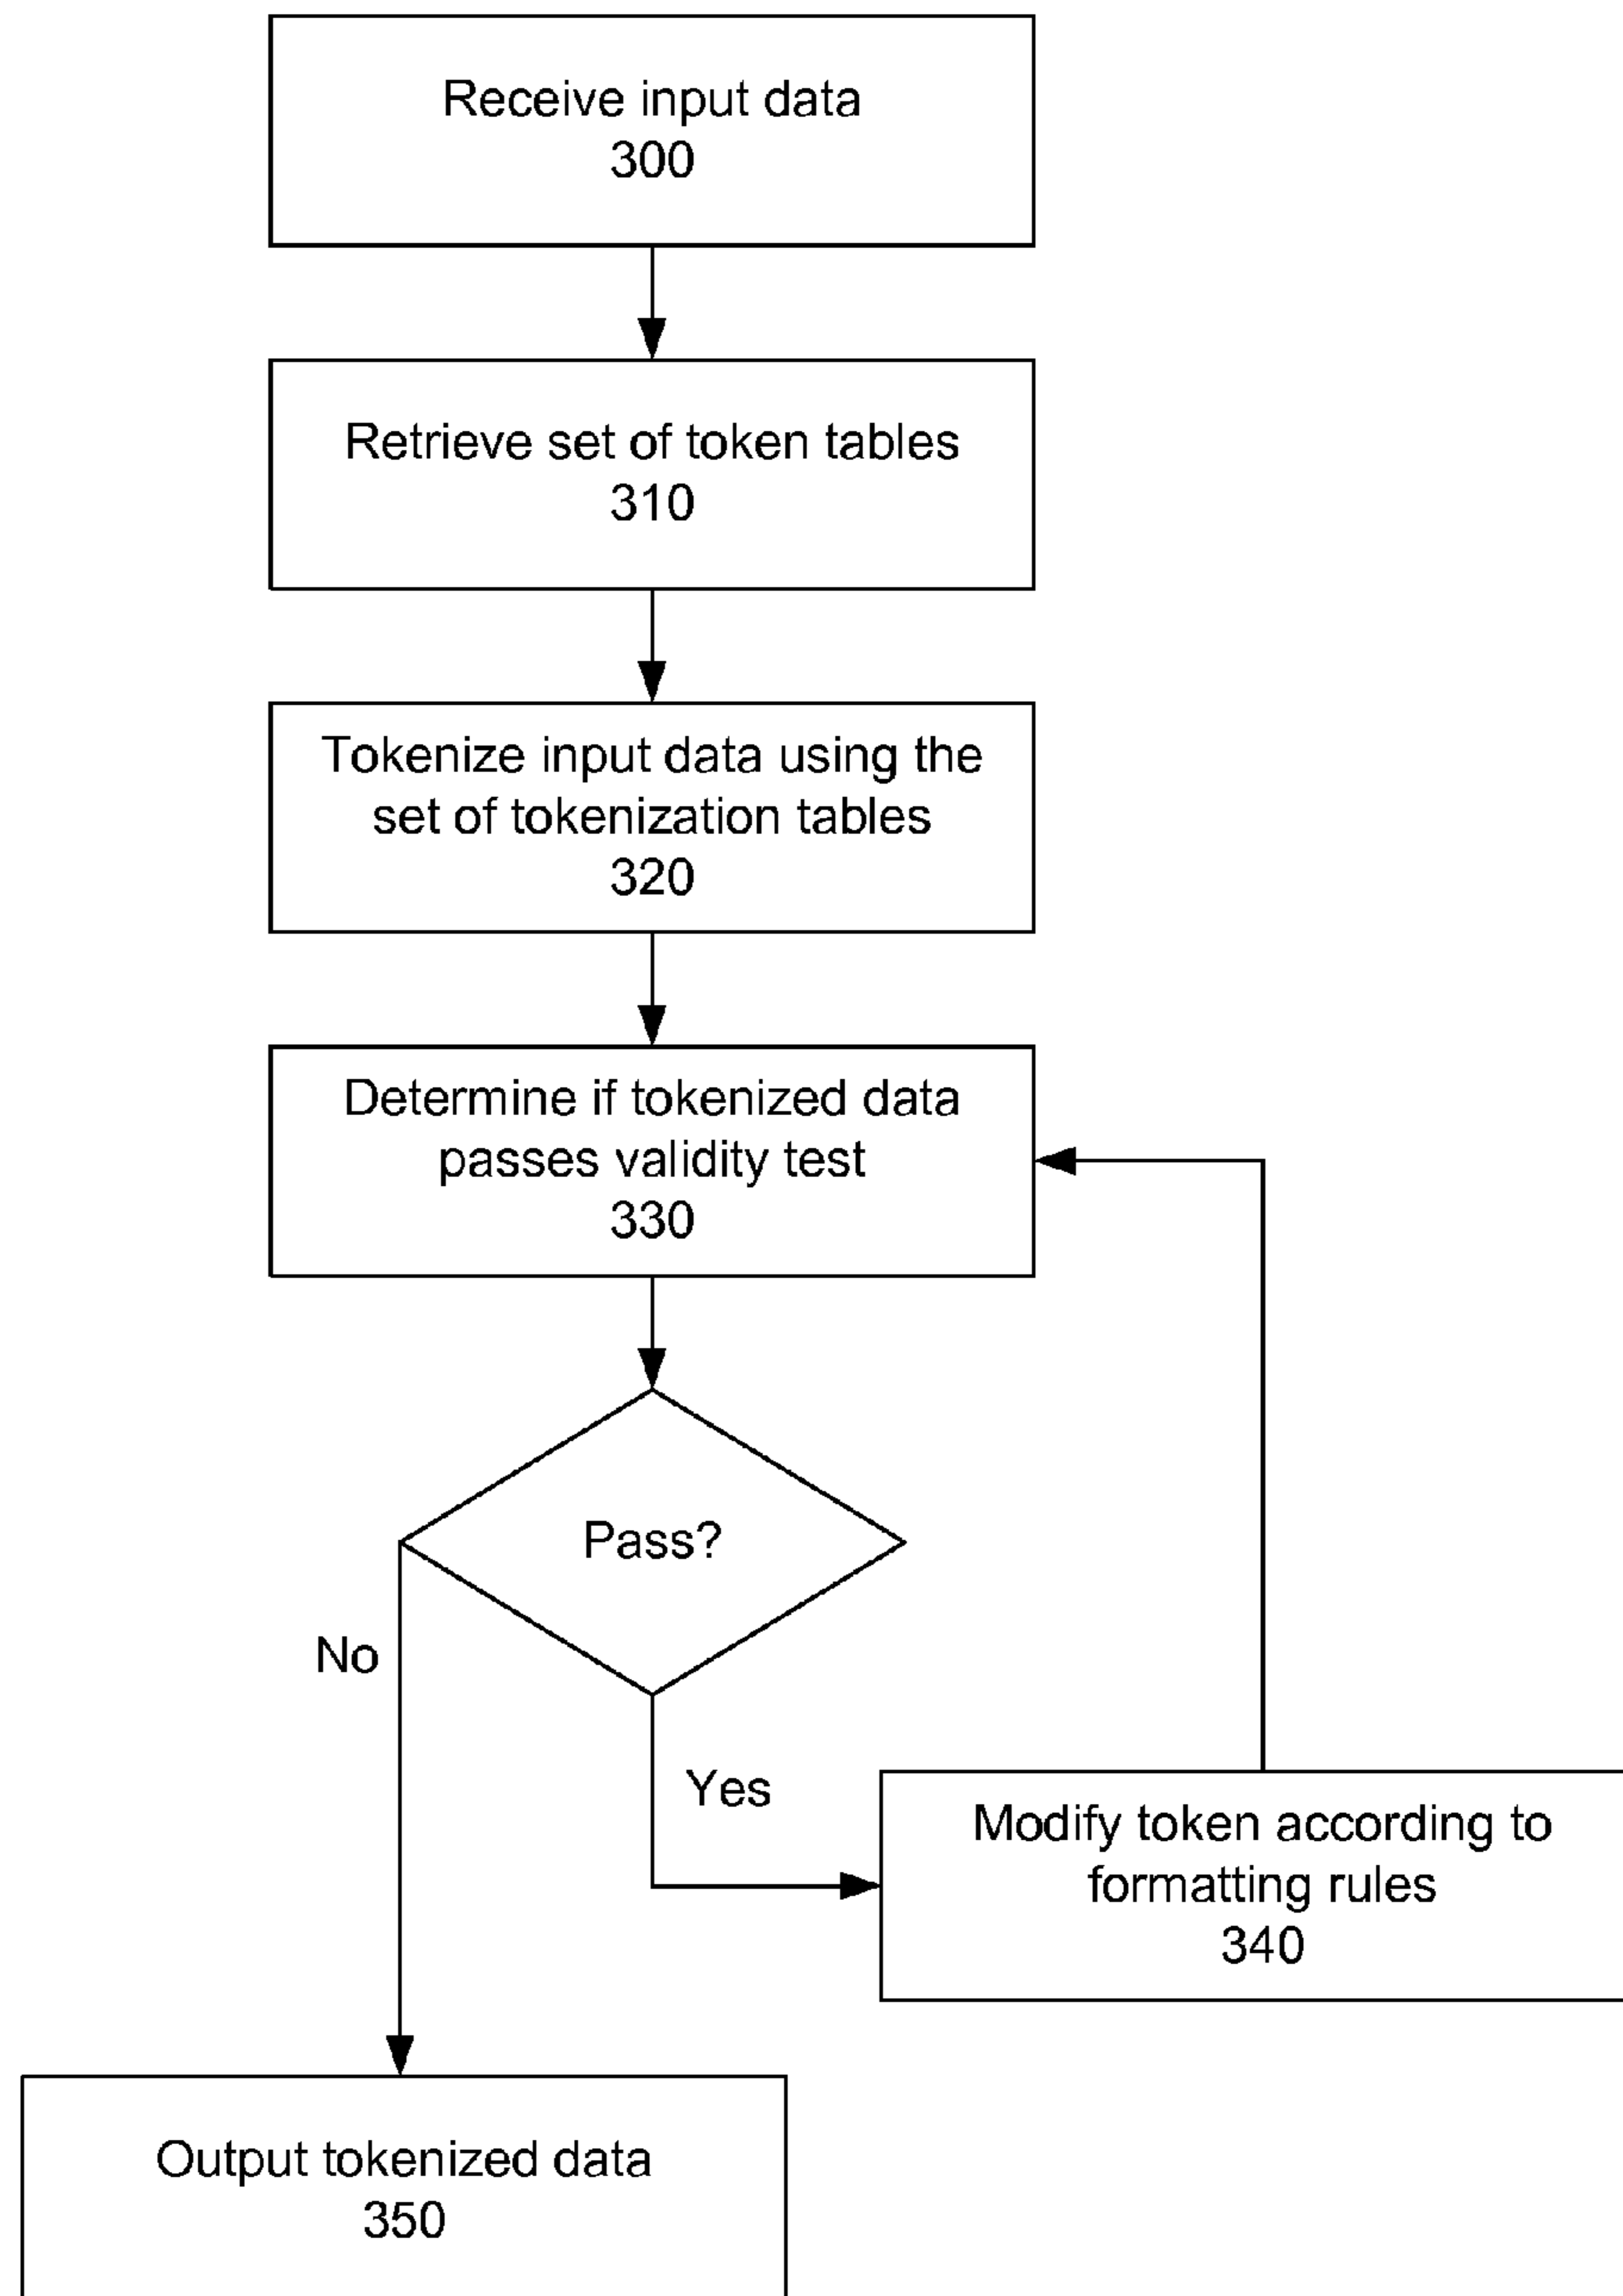 Receive input data
300
Retrieve set of token tables
310
Tokenize input data using the
set of tokenization tables
320
Determine if tokenized data
passes validity test
330
Pass?
No
Yes
Modify token according to
formatting rules
340
Output tokenized data
350